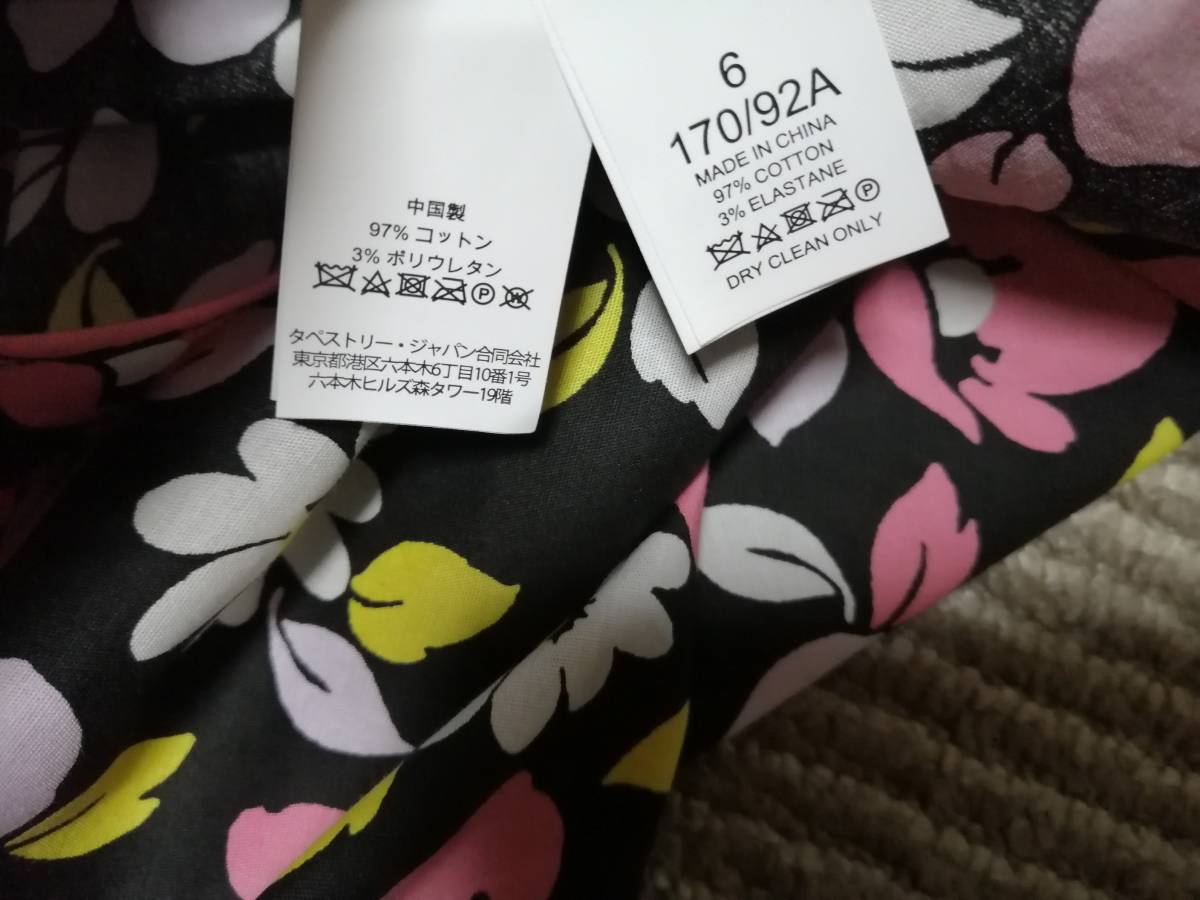 中国製
97% コットン
3% ポリウレタン
P W
タペストリー・ジャパン合同会社
東京都港区六本木6丁目10番1号
六本木ヒルズ森タワー19階
6
170/92A
MADE IN CHINA
97% COTTON
3% ELASTANE
P
DRY CLEAN ONLY